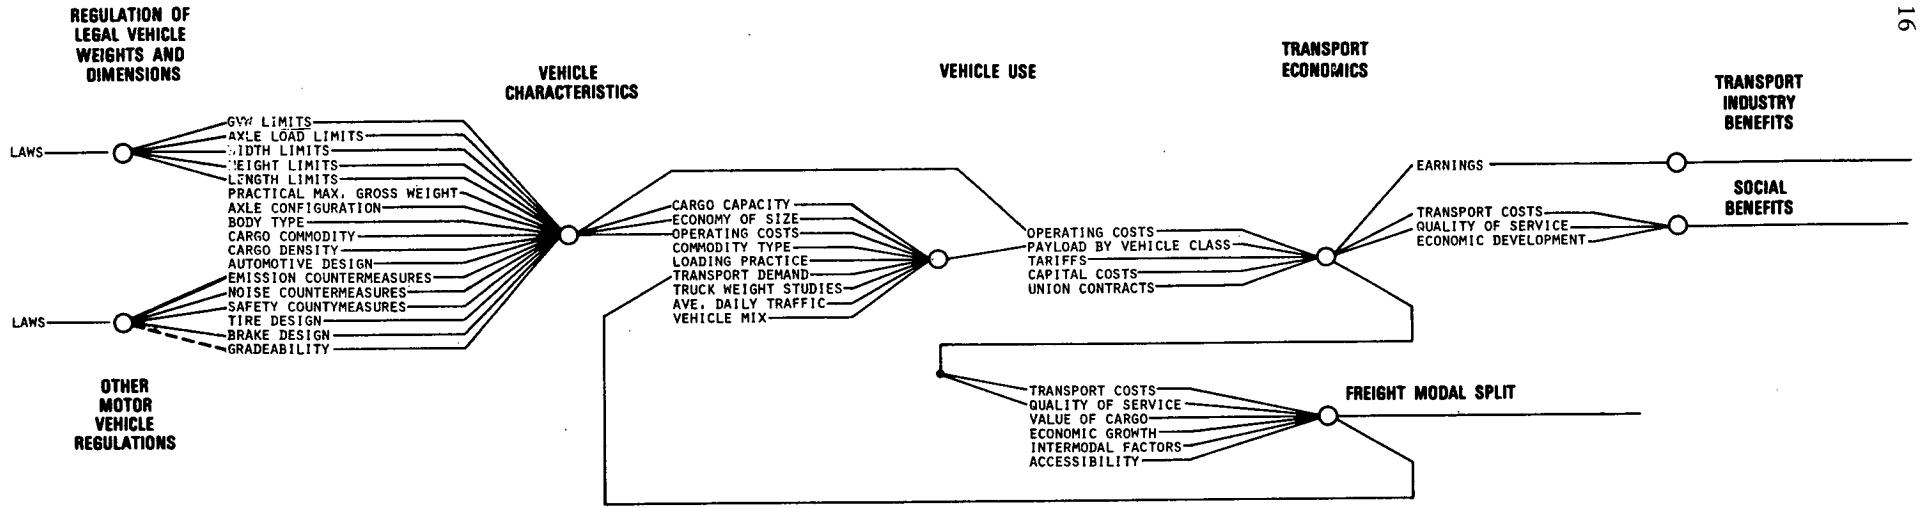 16
REGULATION OF
LEGAL VEHICLE
WEIGHTS AND
DIMENSIONS
LAWS
GVW LIMITS
AXLE LOAD LIMITS
WIDTH LIMITS
HEIGHT LIMITS
LENGTH LIMITS
PRACTICAL MAX. GROSS WEIGHT
AXLE CONFIGURATION
BODY TYPE
CARGO COMMODITY
CARGO DENSITY
AUTOMOTIVE DESIGN
EMISSION COUNTERMEASURES
NOISE COUNTERMEASURES
SAFETY COUNTYMEASURES
TIRE DESIGN
BRAKE DESIGN
GRADEABILITY
LAWS
OTHER
MOTOR
VEHICLE
REGULATIONS
VEHICLE
CHARACTERISTICS
CARGO CAPACITY
ECONOMY OF SIZE
OPERATING COSTS
COMMODITY TYPE
LOADING PRACTICE
TRANSPORT DEMAND
TRUCK WEIGHT STUDIES
AVE. DAILY TRAFFIC
VEHICLE MIX
VEHICLE USE
OPERATING COSTS
PAYLOAD BY VEHICLE CLASS
TARIFFS
CAPITAL COSTS
UNION CONTRACTS
TRANSPORT COSTS
QUALITY OF SERVICE
VALUE OF CARGO
ECONOMIC GROWTH
INTERMODAL FACTORS
ACCESSIBILITY
TRANSPORT
ECONOMICS
FREIGHT MODAL SPLIT
EARNINGS
TRANSPORT COSTS
QUALITY OF SERVICE
ECONOMIC DEVELOPMENT
TRANSPORT
INDUSTRY
BENEFITS
SOCIAL
BENEFITS